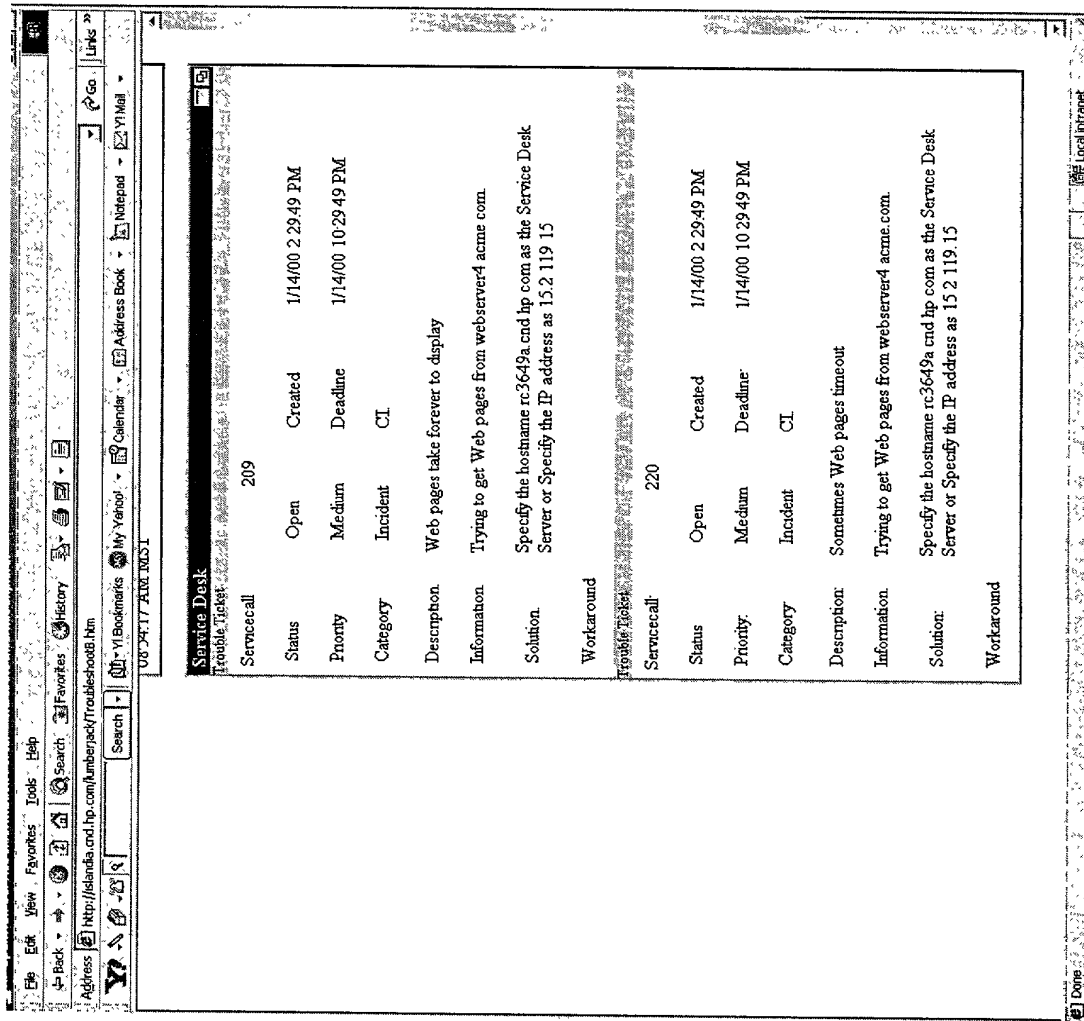 File Edit View Favorites Tools Help
Back Search Favorites History
Address http://islandia.cnd.hp.com/lumberjack/Troubleshoot8.htm Go Links »
Y! Search Y! Bookmarks My Yahoo! Calendar Address Book Notepad Y! Mail
08 54:17 AM MST
Service Desk
Trouble Ticket
Servicecall 209
Status Open Created 1/14/00 2 29:49 PM
Priority Medium Deadline 1/14/00 10:29 49 PM
Category Incident CI.
Description Web pages take forever to display
Information Trying to get Web pages from webserver4 acme com.
Solution. Specify the hostname rc3649a.cnd hp com as the Service Desk
Server or Specify the IP address as 15.2 119 15
Workaround
Trouble Ticket
Servicecall: 220
Status Open Created 1/14/00 2 29:49 PM
Priority: Medium Deadline 1/14/00 10 29 49 PM
Category Incident CI.
Description: Sometimes Web pages timeout
Information Trying to get Web pages from webserver4 acme.com.
Solution: Specify the hostname rc3649a cnd hp com as the Service Desk
Server or Specify the IP address as 15 2 119.15
Workaround
Done Local intranet